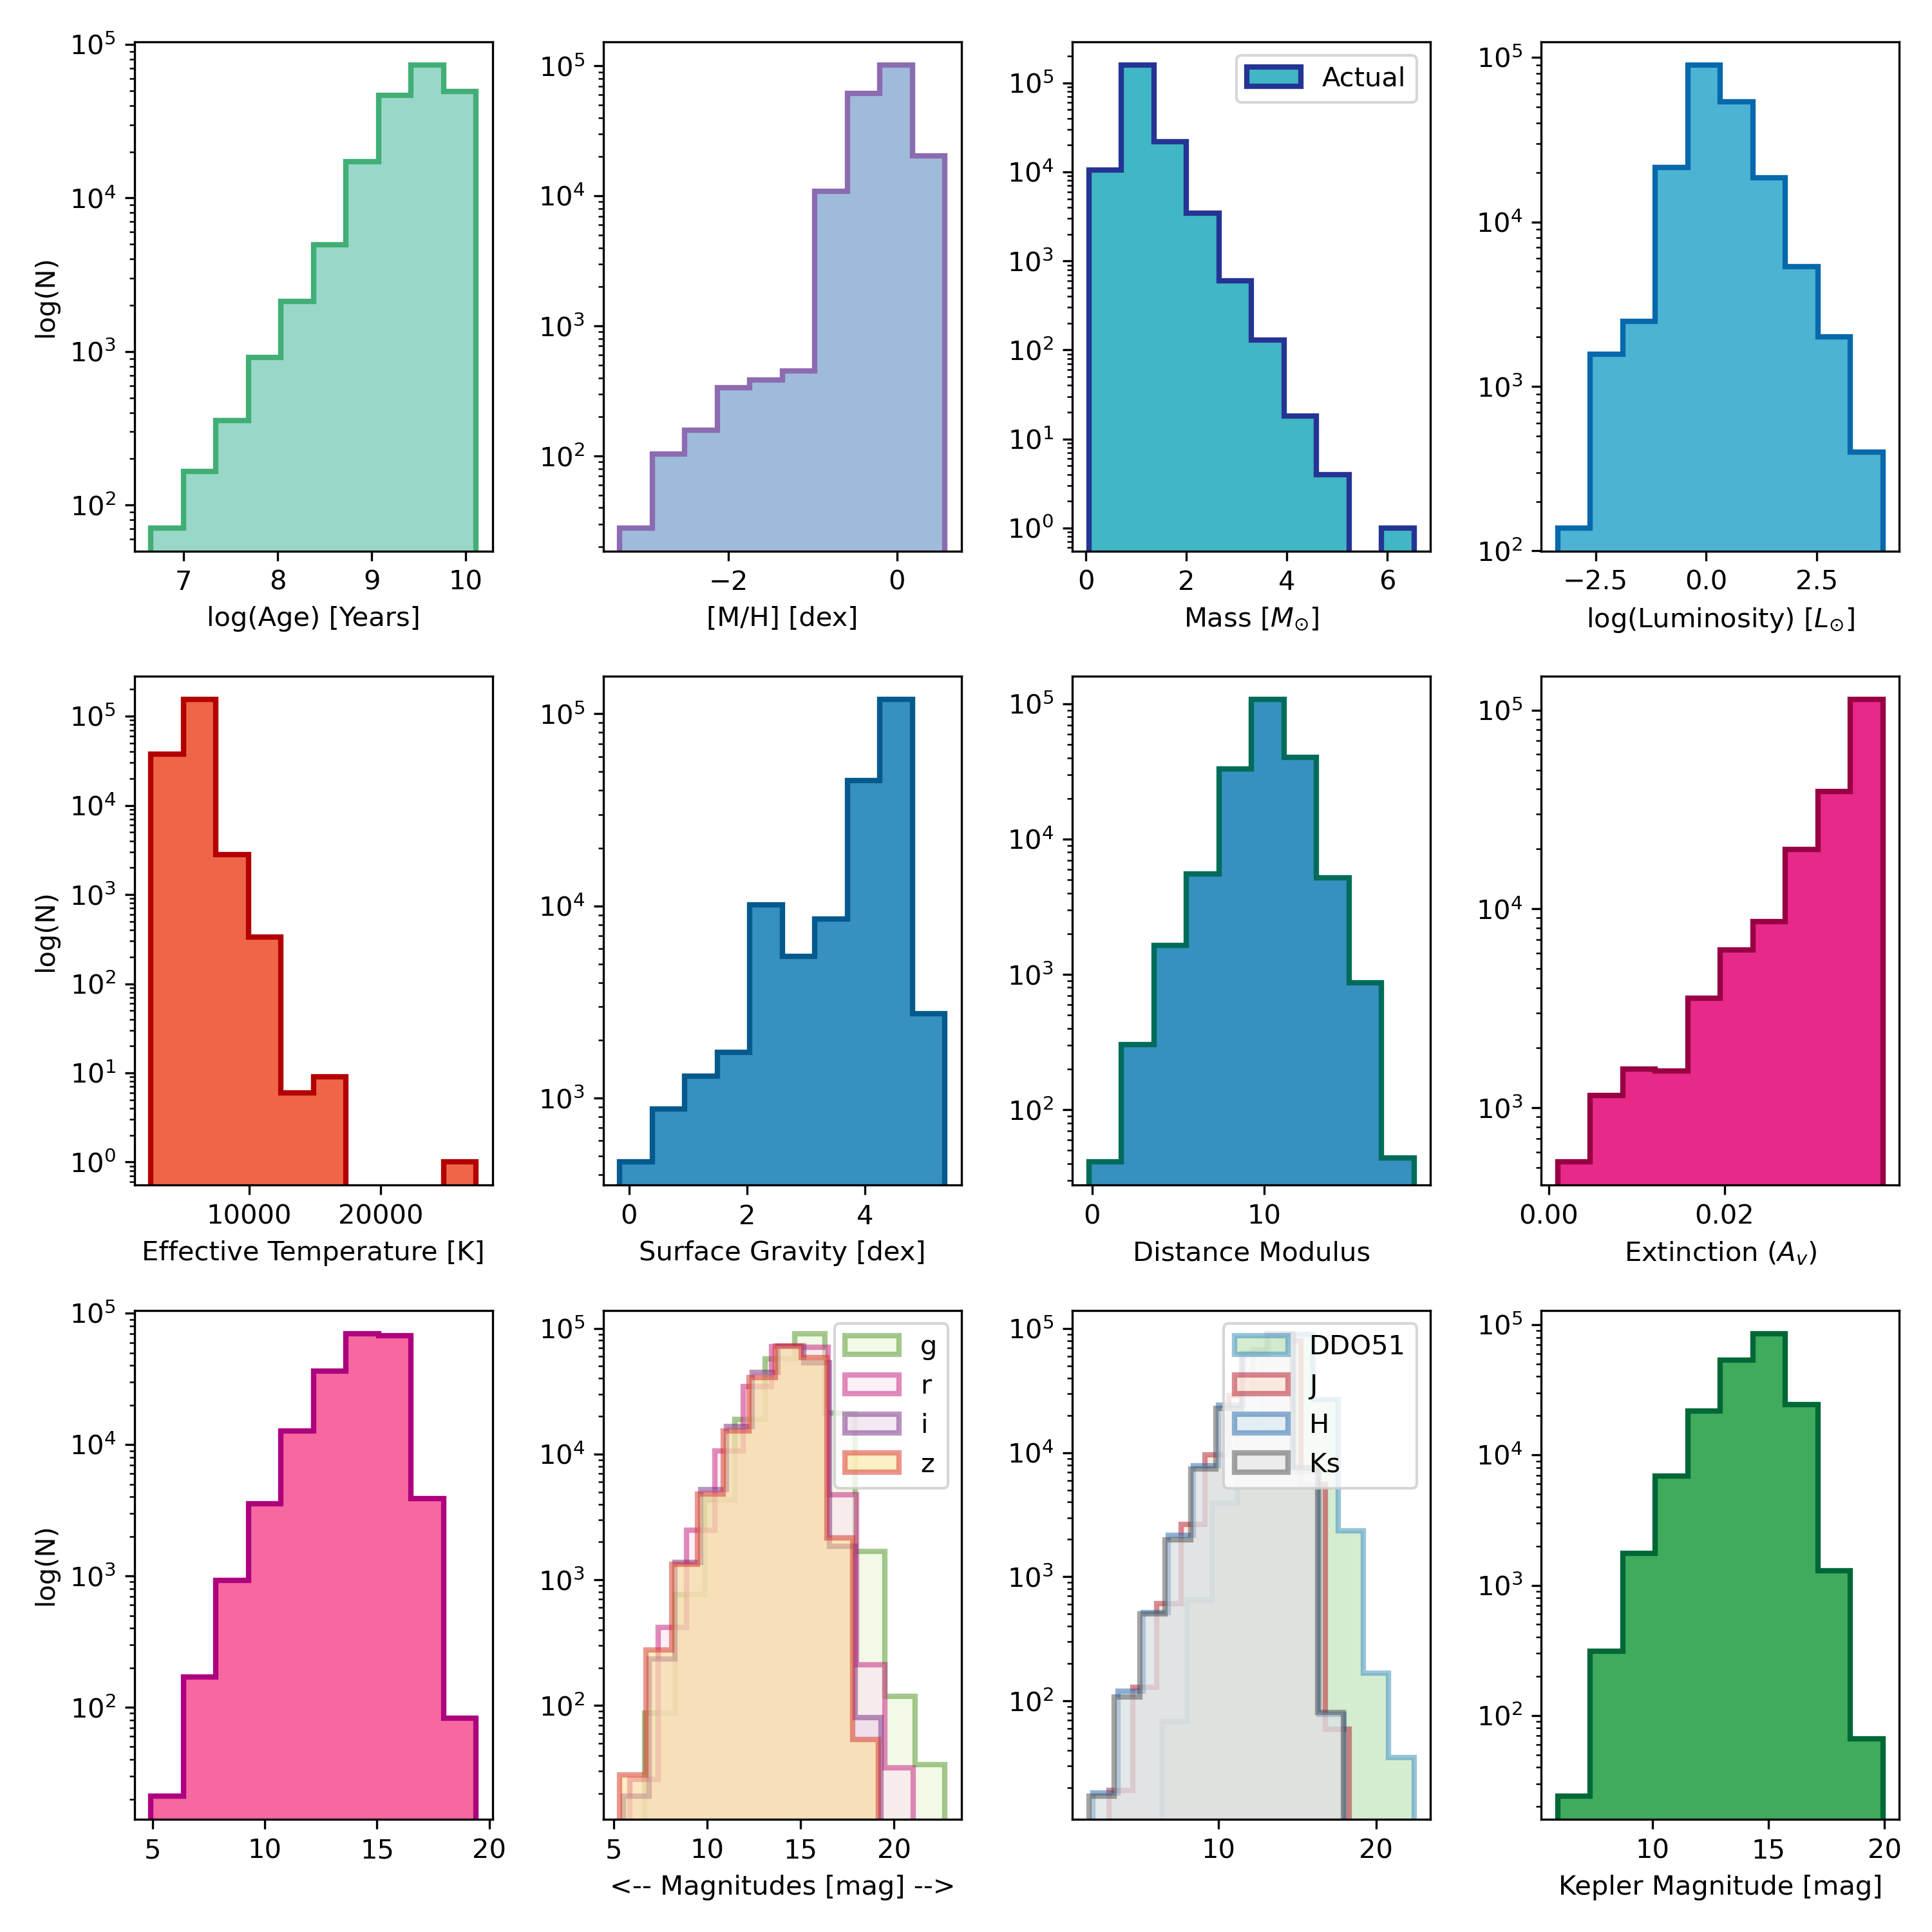 log(N)
10⁵
10⁴
10³
10²
7 8 9 10
log(Age) [Years]
10⁵
10⁴
10³
10²
−2 0
[M/H] [dex]
Actual
10⁵
10⁴
10³
10²
10¹
10⁰
0 2 4 6
Mass [M⊙]
10⁵
10⁴
10³
10²
−2.5 0.0 2.5
log(Luminosity) [L⊙]
log(N)
10⁵
10⁴
10³
10²
10¹
10⁰
10000 20000
Effective Temperature [K]
10⁵
10⁴
10³
0 2 4
Surface Gravity [dex]
10⁵
10⁴
10³
10²
0 10
Distance Modulus
10⁵
10⁴
10³
0.00 0.02
Extinction (Aᵥ)
log(N)
10⁵
10⁴
10³
10²
5 10 15 20
10⁵
10⁴
10³
10²
g
r
i
z
5 10 15 20
<-- Magnitudes [mag] -->
10⁵
10⁴
10³
10²
DDO51
J
H
Ks
10 20
10⁵
10⁴
10³
10²
10 15 20
Kepler Magnitude [mag]